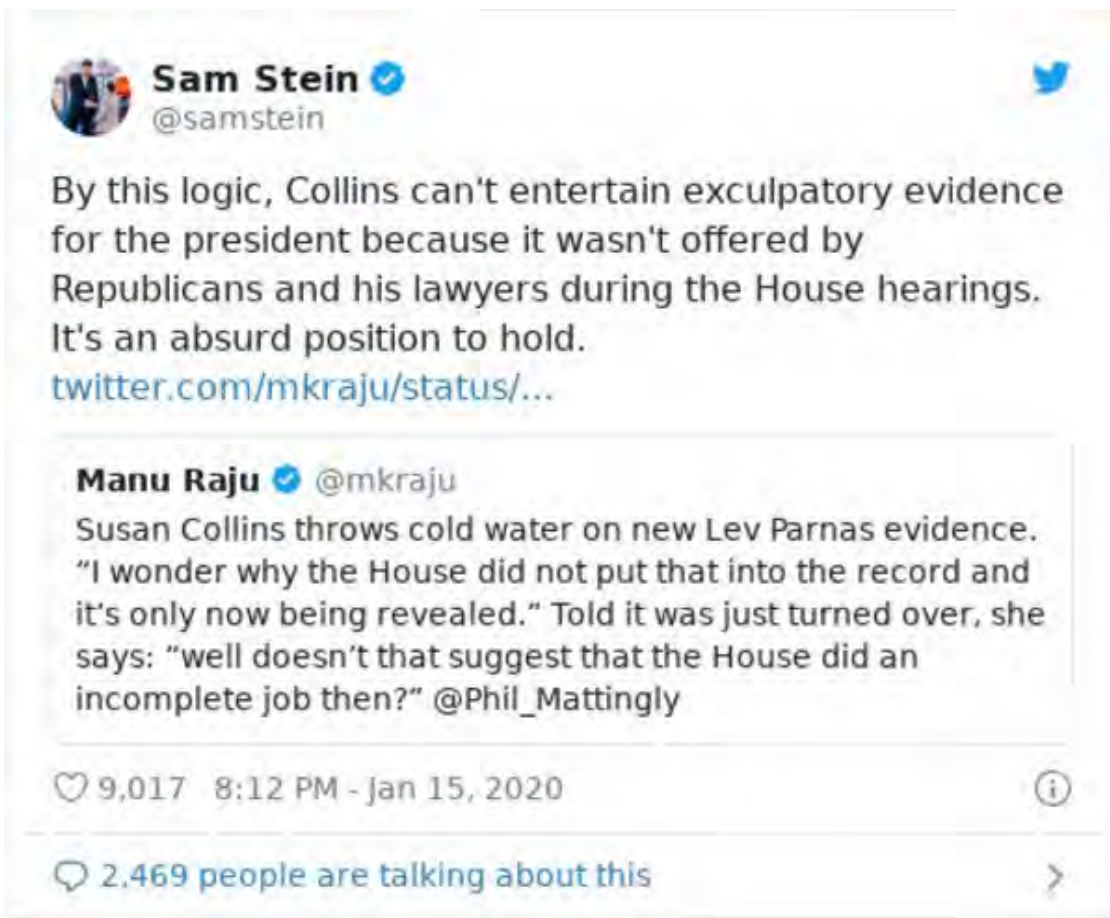 Sam Stein
@samstein
By this logic, Collins can't entertain exculpatory evidence
for the president because it wasn't offered by
Republicans and his lawyers during the House hearings.
It's an absurd position to hold.
twitter.com/mkraju/status/...
Manu Raju @mkraju
Susan Collins throws cold water on new Lev Parnas evidence.
“I wonder why the House did not put that into the record and
it’s only now being revealed.” Told it was just turned over, she
says: “well doesn’t that suggest that the House did an
incomplete job then?” @Phil_Mattingly
9,017 8:12 PM - Jan 15, 2020
2,469 people are talking about this